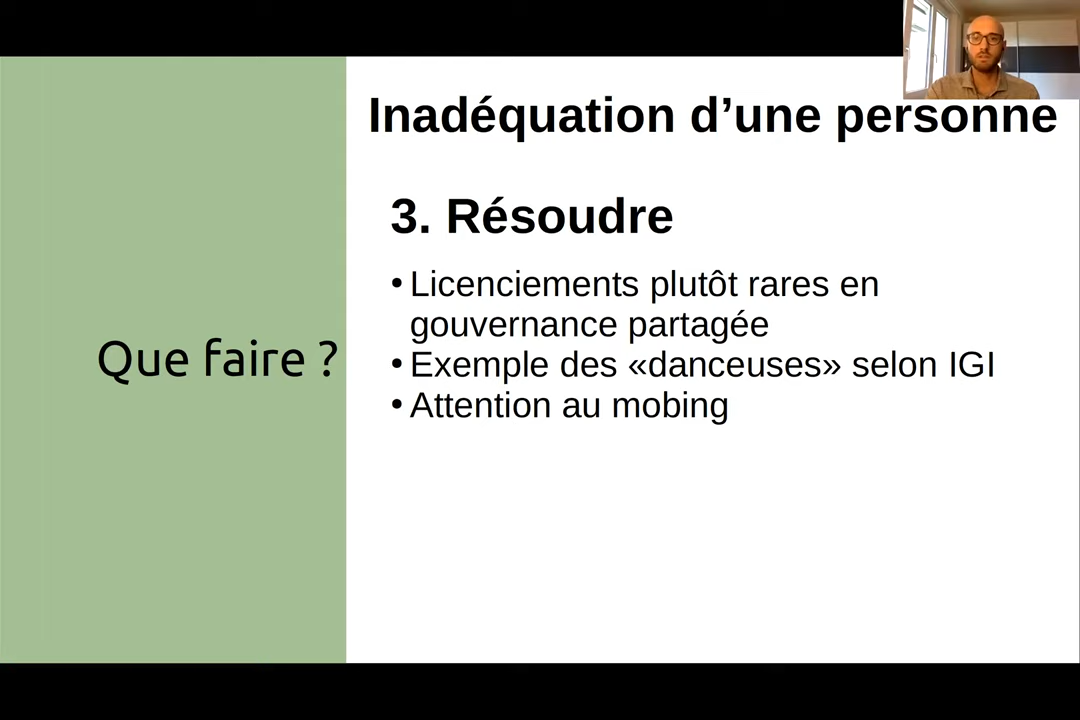 Inadéquation d’une personne
3. Résoudre
•Licenciements plutôt rares en
gouvernance partagée
•Exemple des «danceuses» selon IGI
•Attention au mobing
Que faire ?